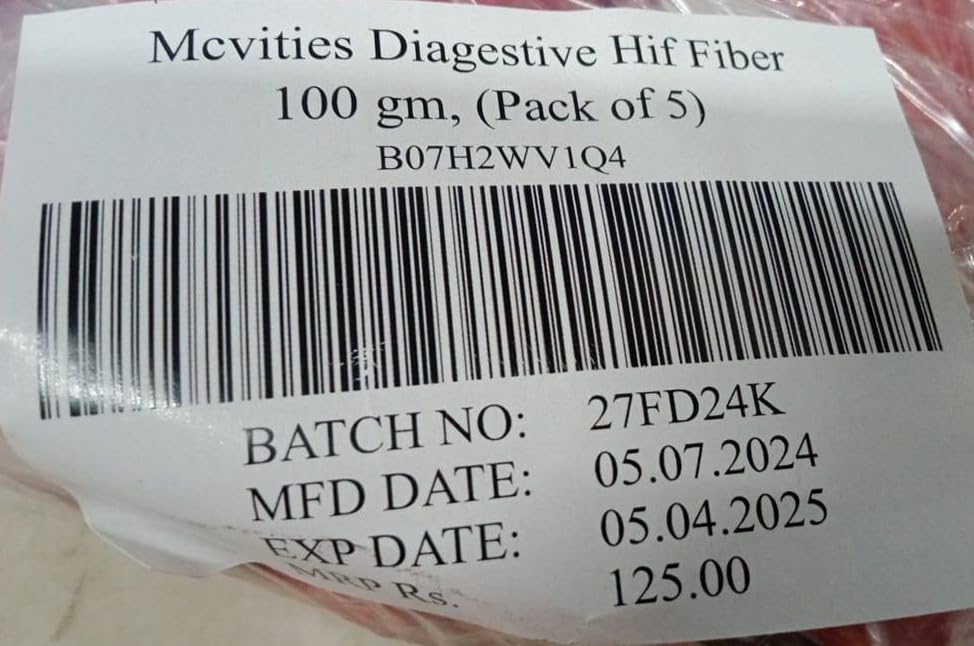 Mcvities Diagestive Hif Fiber
100 gm, (Pack of 5)
B07H2WV1Q4
BATCH NO: 27FD24K
MFD DATE: 05.07.2024
EXP DATE: 05.04.2025
MRP Rs. 125.00